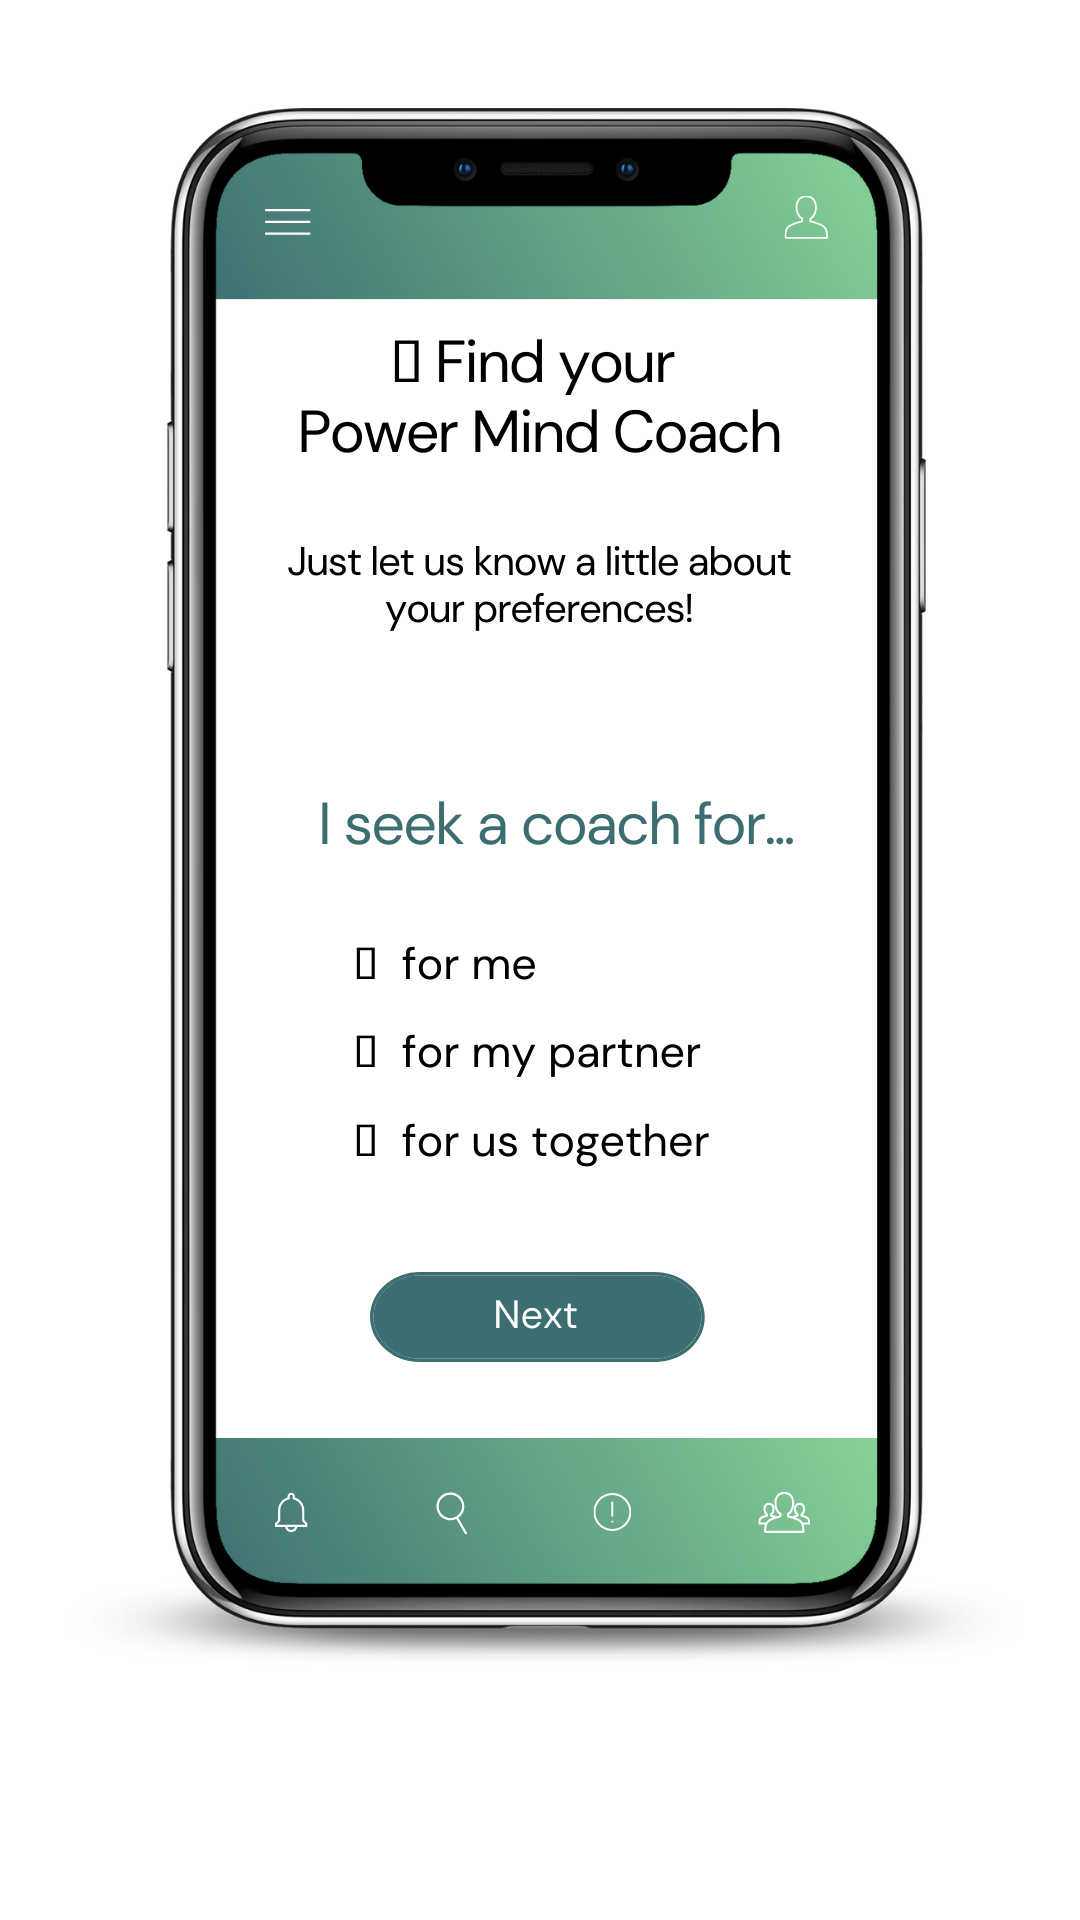 ▯ Find your
Power Mind Coach
Just let us know a little about
your preferences!
I seek a coach for...
▯ for me
▯ for my partner
▯ for us together
Next